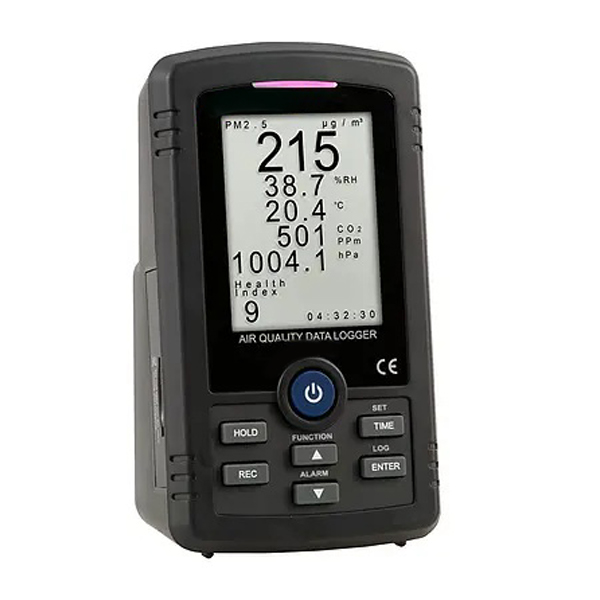 PM2.5 µg/m³
215
38.7 %RH
20.4 °C
501 CO₂ PPm
1004.1 hPa
Health
Index
9 04:32:30
AIR QUALITY DATA LOGGER
CE
SET
HOLD TIME
FUNCTION
▲
LOG
REC ENTER
ALARM
▼